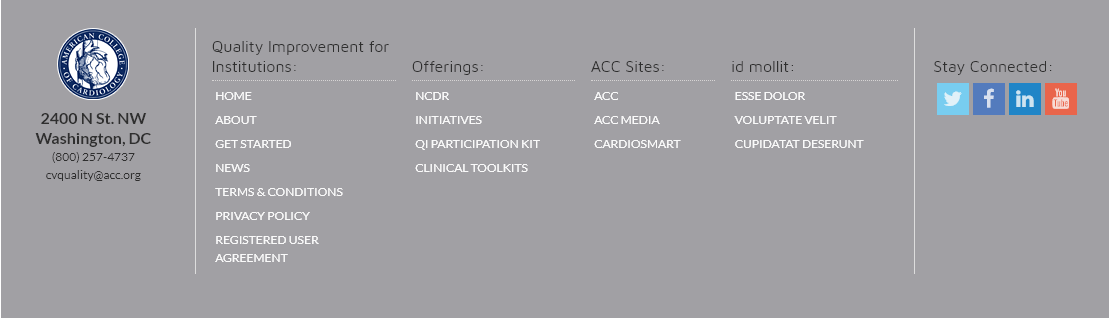 AMERICAN COLLEGE
OF CARDIOLOGY
2400 N St. NW
Washington, DC
(800) 257-4737
cvquality@acc.org
Quality Improvement for
Institutions:
HOME
ABOUT
GET STARTED
NEWS
TERMS & CONDITIONS
PRIVACY POLICY
REGISTERED USER
AGREEMENT
Offerings:
NCDR
INITIATIVES
QI PARTICIPATION KIT
CLINICAL TOOLKITS
ACC Sites:
ACC
ACC MEDIA
CARDIOSMART
id mollit:
ESSE DOLOR
VOLUPTATE VELIT
CUPIDATAT DESERUNT
Stay Connected:
You
Tube